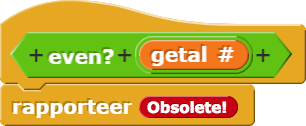 + even? + getal # +
rapporteer Obsolete!